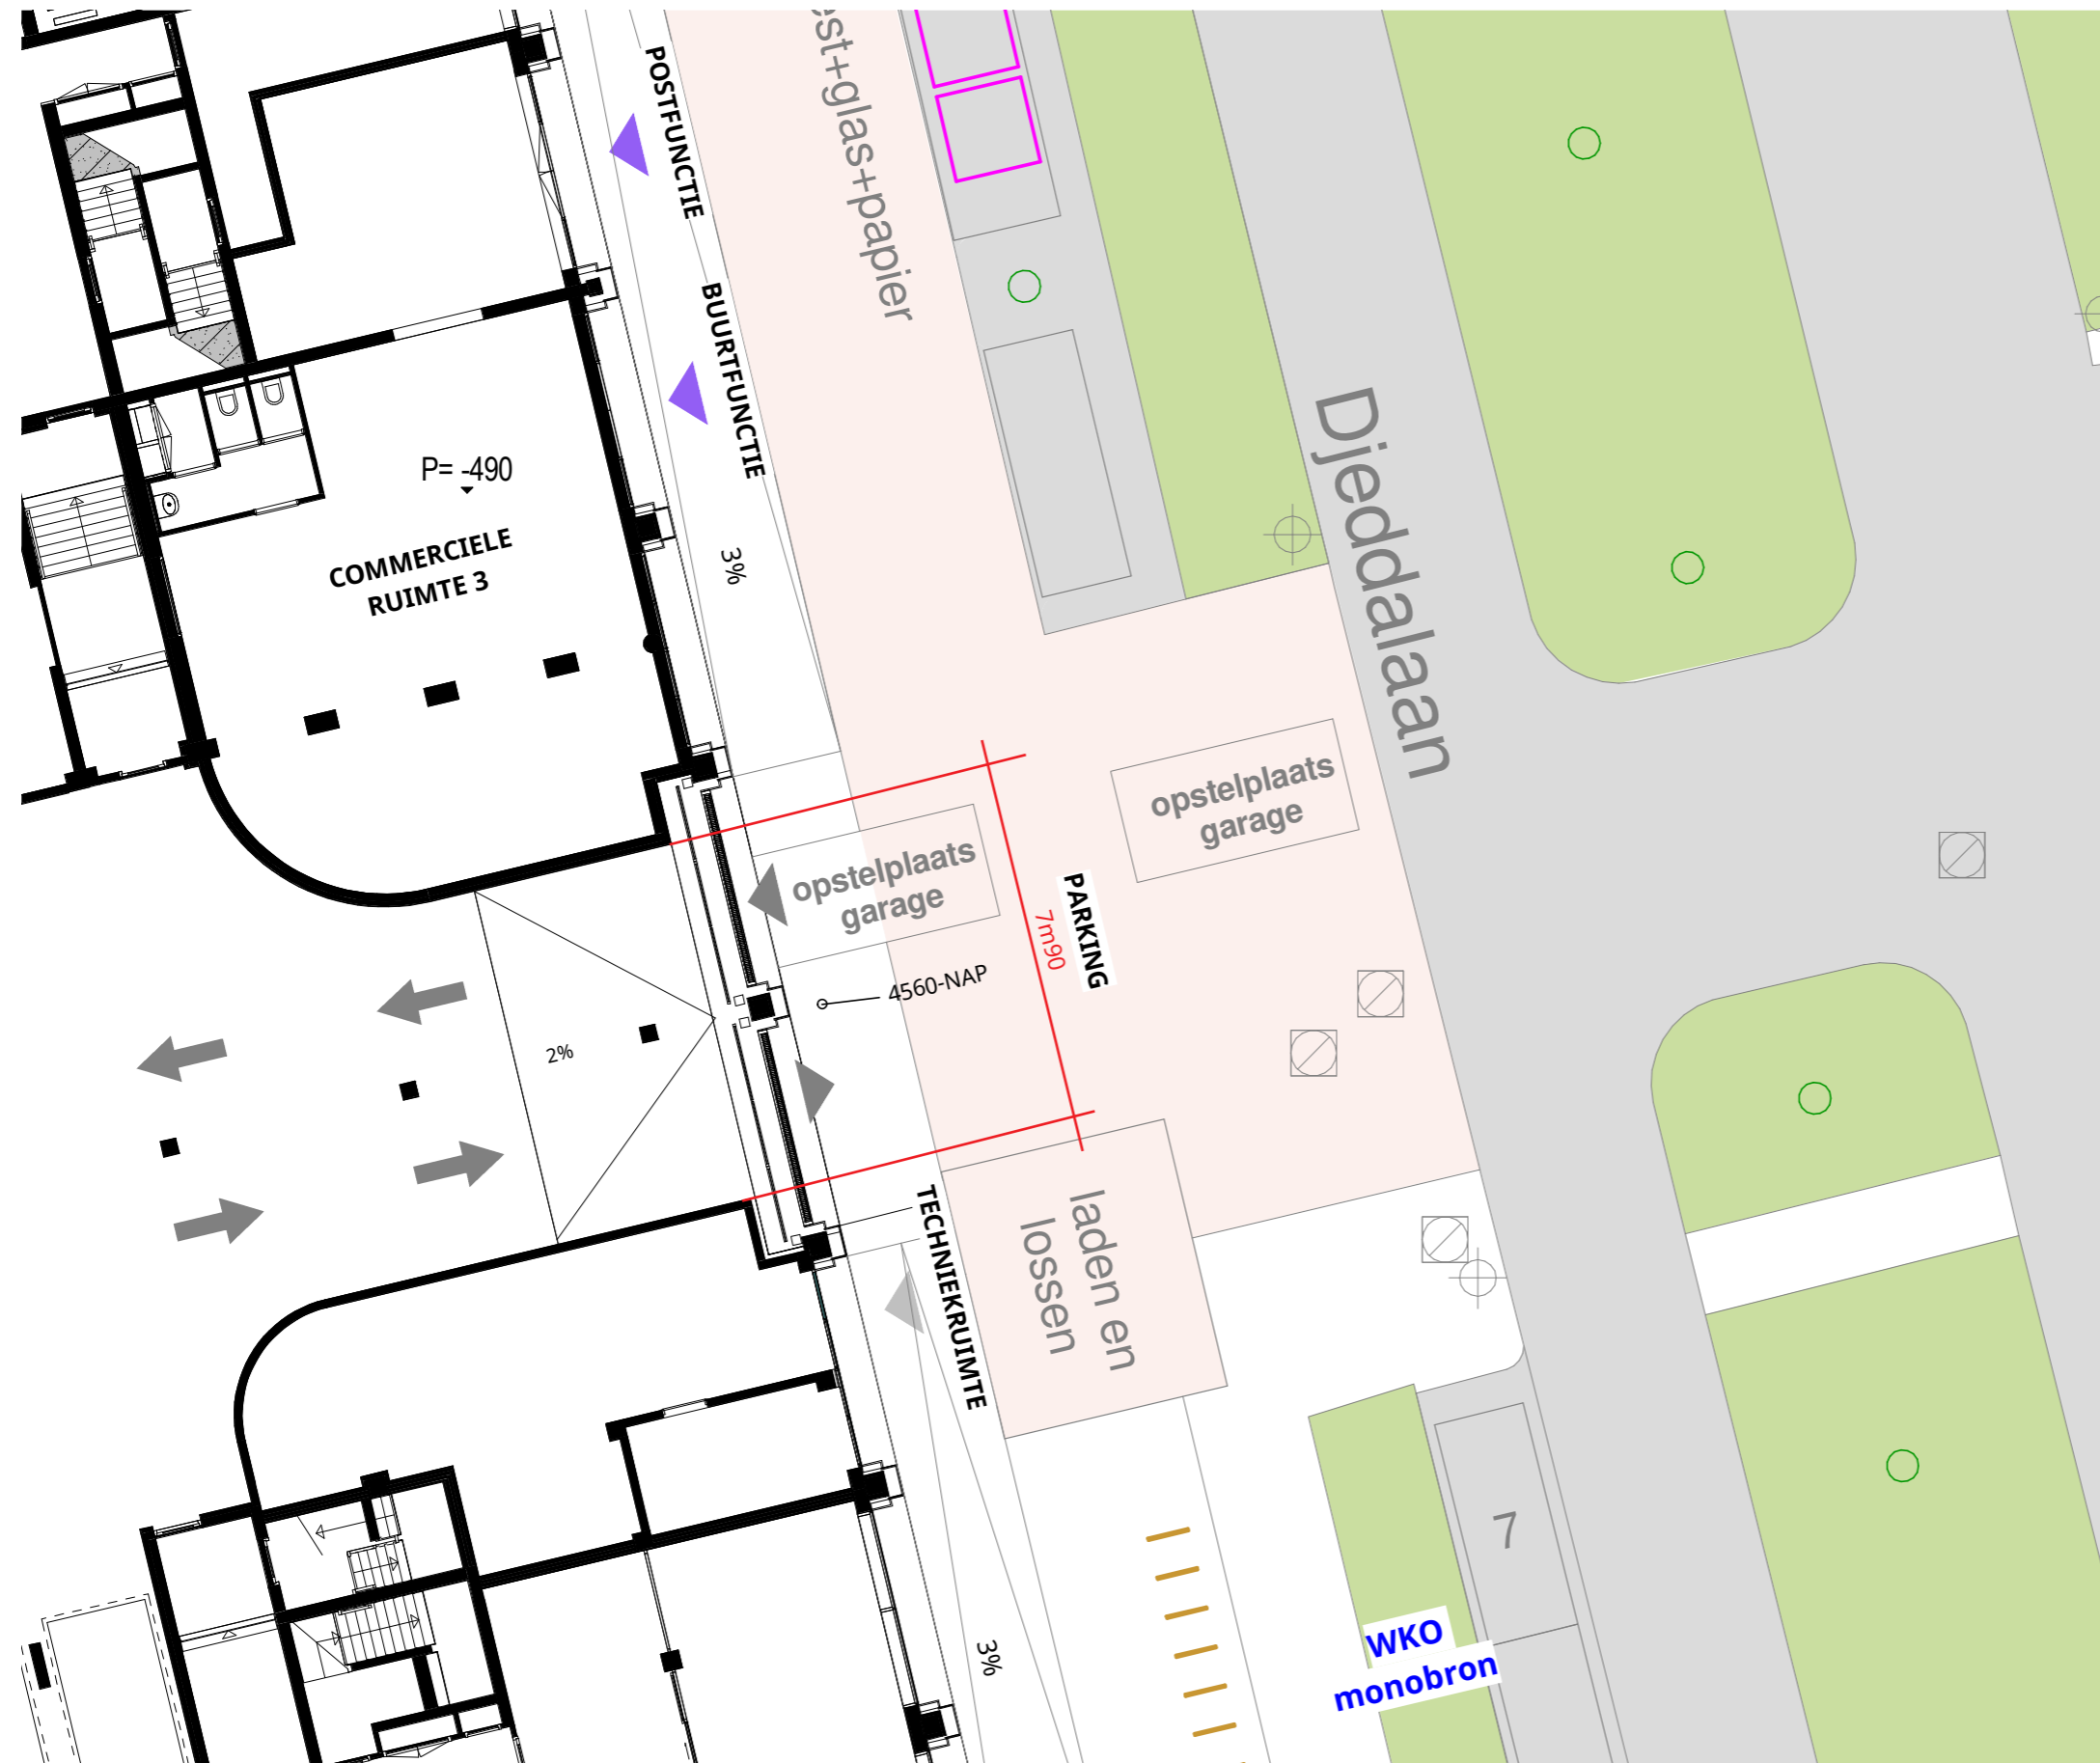 POSTFUNCTIE
est+glas+papier
BUURTFUNCTIE
P= -490
COMMERCIELE
RUIMTE 3
3%
Djeddalaan
opstelplaats
garage
opstelplaats
garage
PARKING
7m90
4560-NAP
2%
TECHNIEKRUIMTE
laden en
lossen
7
WKO
monobron
3%